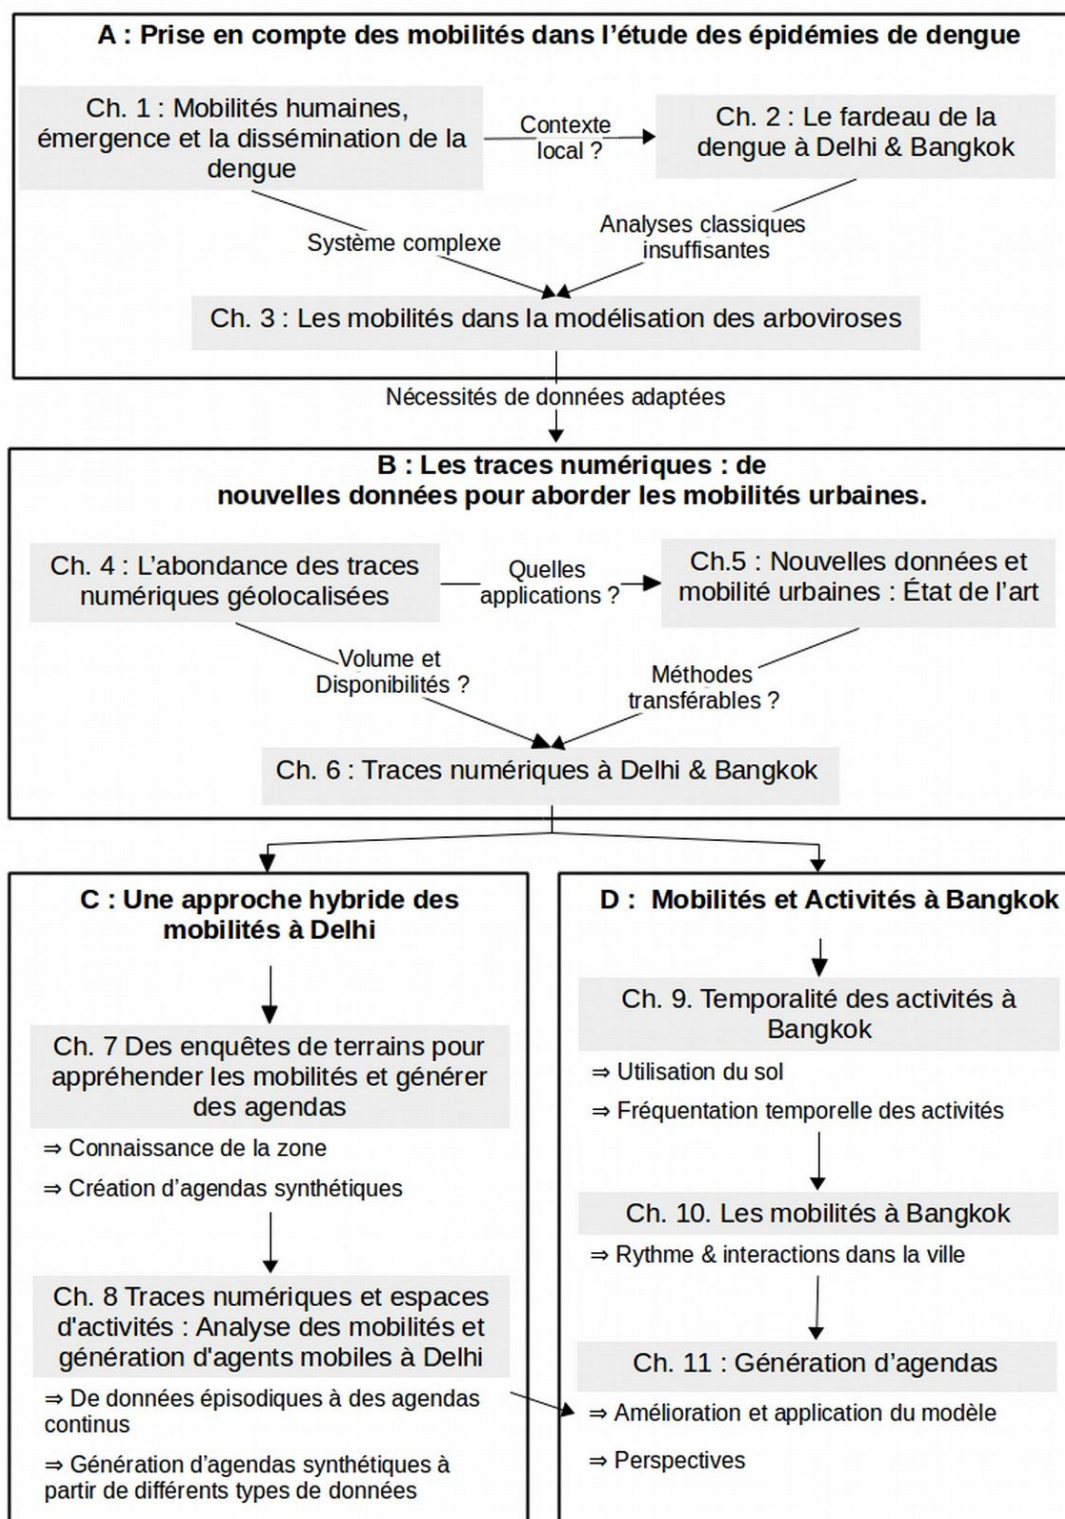 A : Prise en compte des mobilités dans l’étude des épidémies de dengue
Ch. 1 : Mobilités humaines,
émergence et la dissémination de la
dengue
Contexte
local ?
Ch. 2 : Le fardeau de la
dengue à Delhi & Bangkok
Système complexe
Analyses classiques
insuffisantes
Ch. 3 : Les mobilités dans la modélisation des arboviroses
Nécessités de données adaptées
B : Les traces numériques : de
nouvelles données pour aborder les mobilités urbaines.
Ch. 4 : L’abondance des traces
numériques géolocalisées
Quelles
applications ?
Ch.5 : Nouvelles données et
mobilité urbaines : État de l’art
Volume et
Disponibilités ?
Méthodes
transférables ?
Ch. 6 : Traces numériques à Delhi & Bangkok
C : Une approche hybride des
mobilités à Delhi
Ch. 7 Des enquêtes de terrains pour
appréhender les mobilités et générer
des agendas
⇒ Connaissance de la zone
⇒ Création d’agendas synthétiques
Ch. 8 Traces numériques et espaces
d'activités : Analyse des mobilités et
génération d'agents mobiles à Delhi
⇒ De données épisodiques à des agendas
continus
⇒ Génération d’agendas synthétiques à
partir de différents types de données
D :  Mobilités et Activités à Bangkok
Ch. 9. Temporalité des activités à
Bangkok
⇒ Utilisation du sol
⇒ Fréquentation temporelle des activités
Ch. 10. Les mobilités à Bangkok
⇒ Rythme & interactions dans la ville
Ch. 11 : Génération d’agendas
⇒ Amélioration et application du modèle
⇒ Perspectives